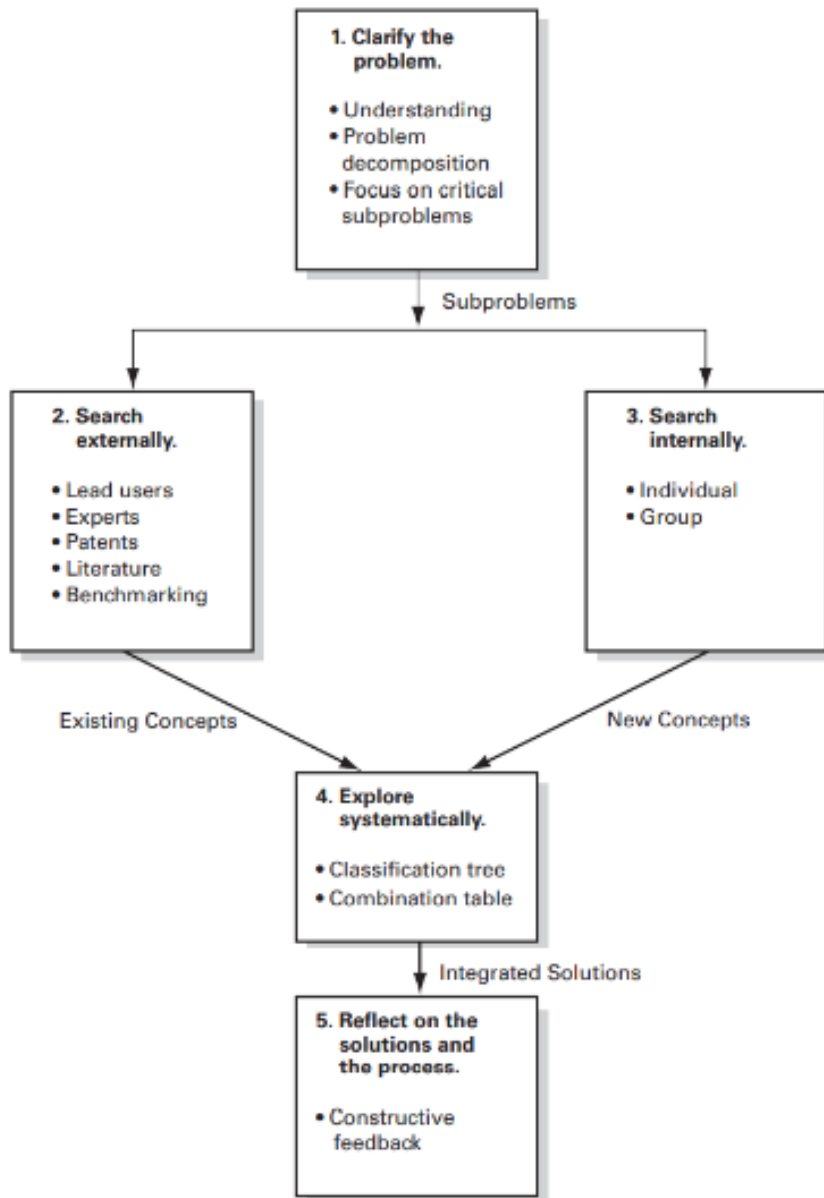 1. Clarify the
problem.
• Understanding
• Problem
decomposition
• Focus on critical
subproblems
Subproblems
2. Search
externally.
• Lead users
• Experts
• Patents
• Literature
• Benchmarking
3. Search
internally.
• Individual
• Group
Existing Concepts
New Concepts
4. Explore
systematically.
• Classification tree
• Combination table
Integrated Solutions
5. Reflect on the
solutions and
the process.
• Constructive
feedback